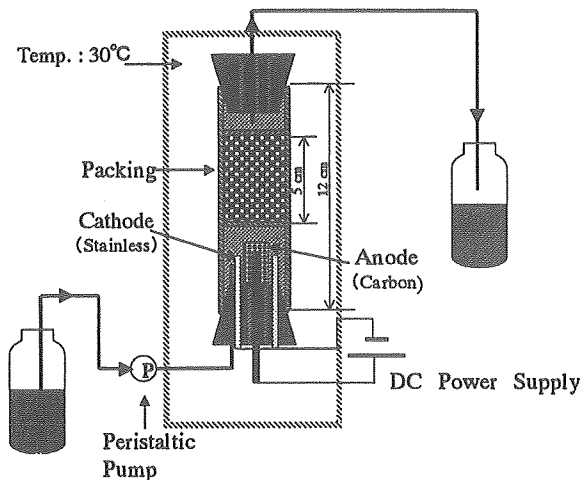 Temp. : 30℃
Packing
5 cm
12 cm
Cathode
(Stainless)
Anode
(Carbon)
P
DC Power Supply
Peristaltic
Pump